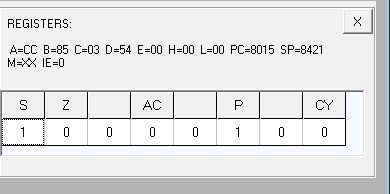 REGISTERS:
X
A=CC B=85 C=03 D=54 E=00 H=00 L=00 PC=8015 SP=8421
M=XX IE=0
S Z AC P CY
1 0 0 0 0 1 0 0